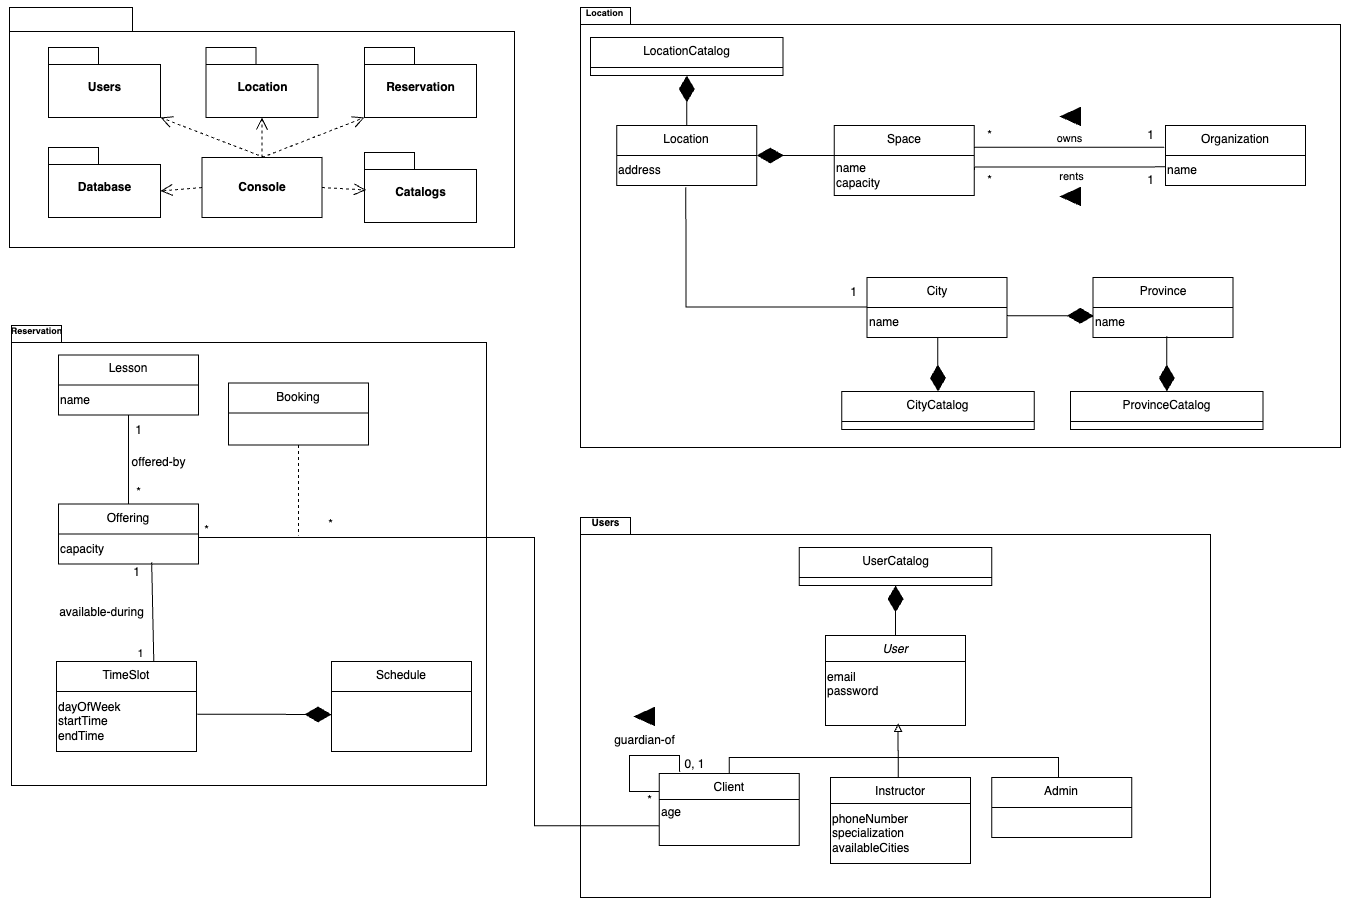 Users
Location
Reservation
Database
Console
Catalogs
Location
LocationCatalog
Location
address
Space
name
capacity
*
owns
1
*
rents
1
Organization
name
1
City
name
Province
name
CityCatalog
ProvinceCatalog
Reservation
Lesson
name
Booking
1
offered-by
*
Offering
capacity
*
*
1
available-during
1
TimeSlot
dayOfWeek
startTime
endTime
Schedule
Users
UserCatalog
User
email
password
guardian-of
0, 1
*
Client
age
Instructor
phoneNumber
specialization
availableCities
Admin